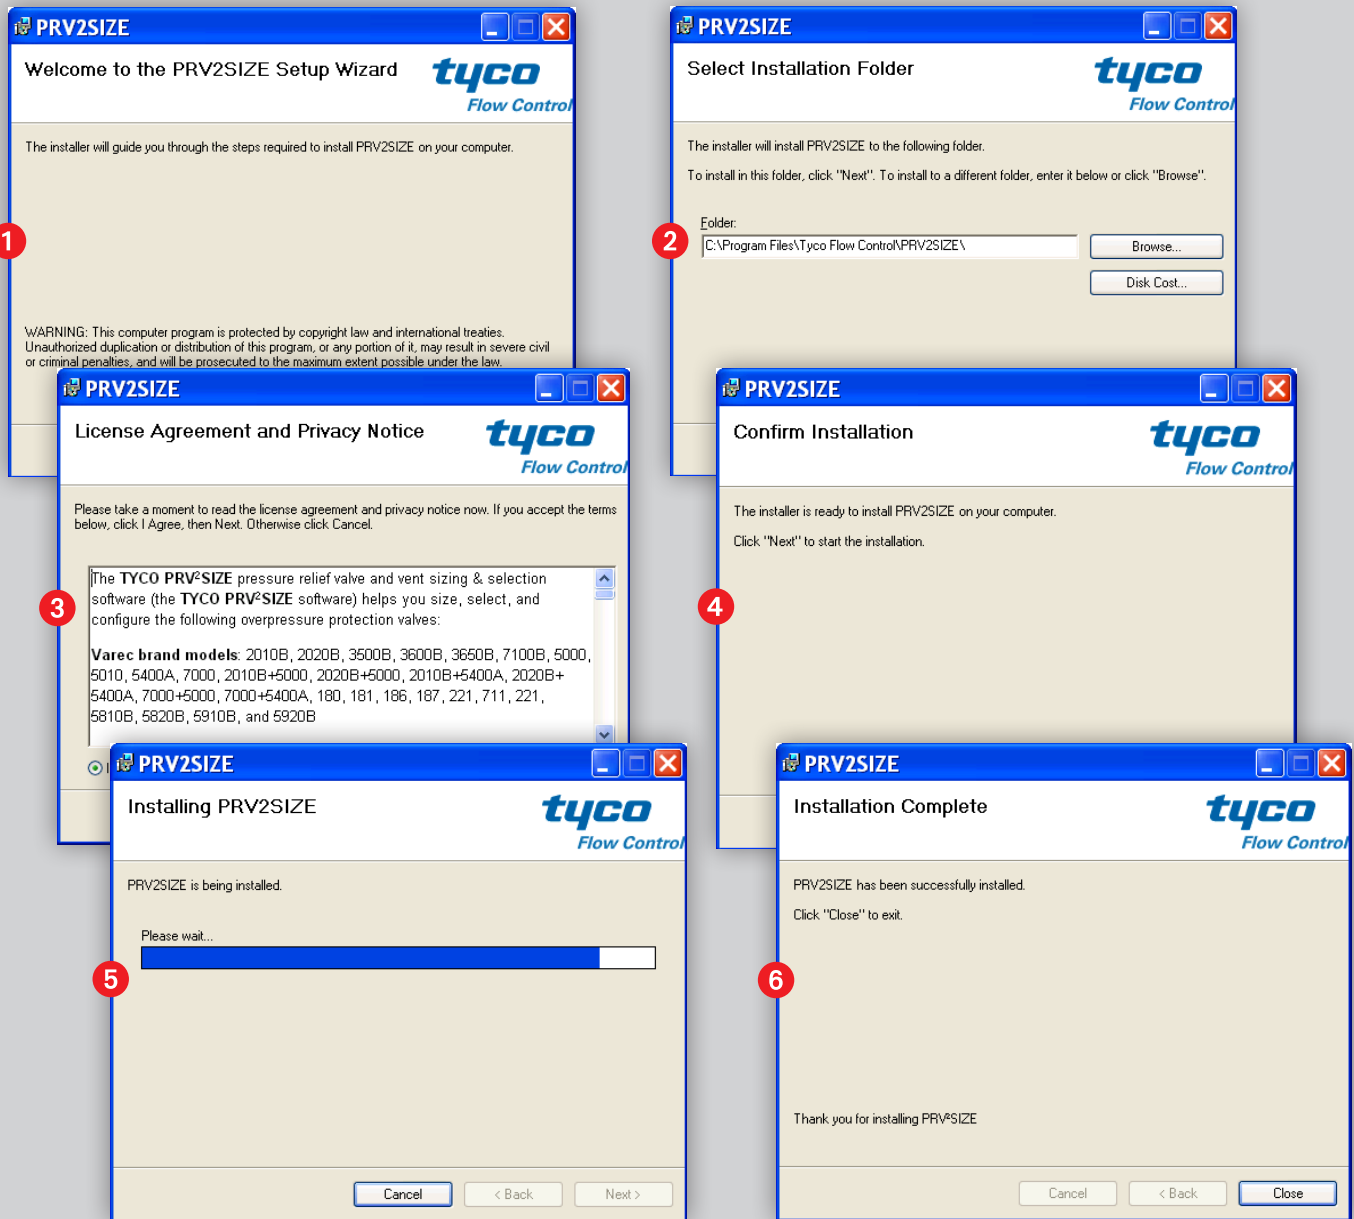 PRV2SIZE
Welcome to the PRV2SIZE Setup Wizard
tyco
Flow Control
The installer will guide you through the steps required to install PRV2SIZE on your computer.
1
WARNING: This computer program is protected by copyright law and international treaties.
Unauthorized duplication or distribution of this program, or any portion of it, may result in severe civil
or criminal penalties, and will be prosecuted to the maximum extent possible under the law.
PRV2SIZE
Select Installation Folder
tyco
Flow Control
The installer will install PRV2SIZE to the following folder.
To install in this folder, click "Next". To install to a different folder, enter it below or click "Browse".
Folder:
2
C:\Program Files\Tyco Flow Control\PRV2SIZE\
Browse...
Disk Cost...
PRV2SIZE
License Agreement and Privacy Notice
tyco
Flow Control
Please take a moment to read the license agreement and privacy notice now. If you accept the terms
below, click I Agree, then Next. Otherwise click Cancel.
3
The TYCO PRV²SIZE pressure relief valve and vent sizing & selection
software (the TYCO PRV²SIZE software) helps you size, select, and
configure the following overpressure protection valves:
Varec brand models: 2010B, 2020B, 3500B, 3600B, 3650B, 7100B, 5000,
5010, 5400A, 7000, 2010B+5000, 2020B+5000, 2010B+5400A, 2020B+
5400A, 7000+5000, 7000+5400A, 180, 181, 186, 187, 221, 711, 221,
5810B, 5820B, 5910B, and 5920B
PRV2SIZE
Confirm Installation
tyco
Flow Control
The installer is ready to install PRV2SIZE on your computer.
Click "Next" to start the installation.
4
PRV2SIZE
Installing PRV2SIZE
tyco
Flow Control
PRV2SIZE is being installed.
Please wait...
5
Cancel
< Back
Next >
PRV2SIZE
Installation Complete
tyco
Flow Control
PRV2SIZE has been successfully installed.
Click "Close" to exit.
6
Thank you for installing PRV²SIZE
Cancel
< Back
Close